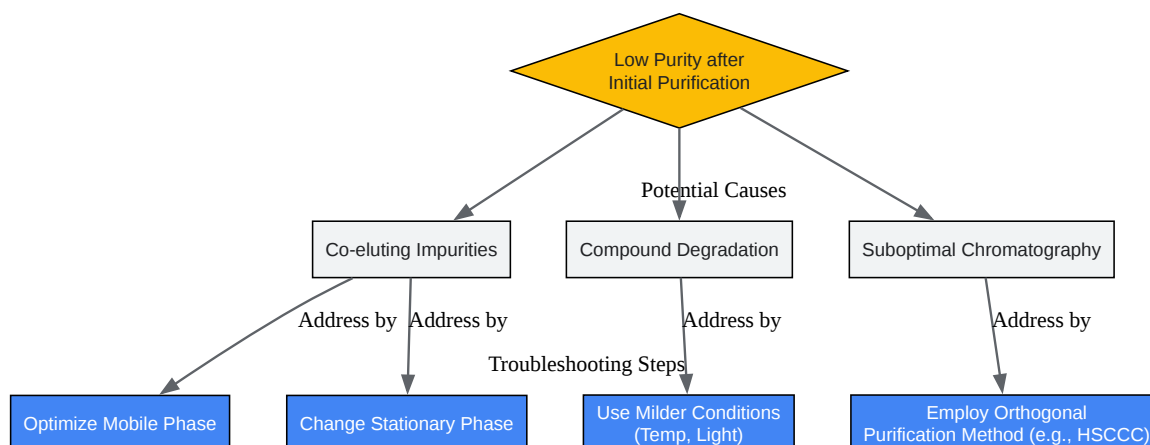 Low Purity after
Initial Purification
Potential Causes
Co-eluting Impurities
Compound Degradation
Suboptimal Chromatography
Address by
Address by
Address by
Address by
Troubleshooting Steps
Optimize Mobile Phase
Change Stationary Phase
Use Milder Conditions
(Temp, Light)
Employ Orthogonal
Purification Method (e.g., HSCCC)